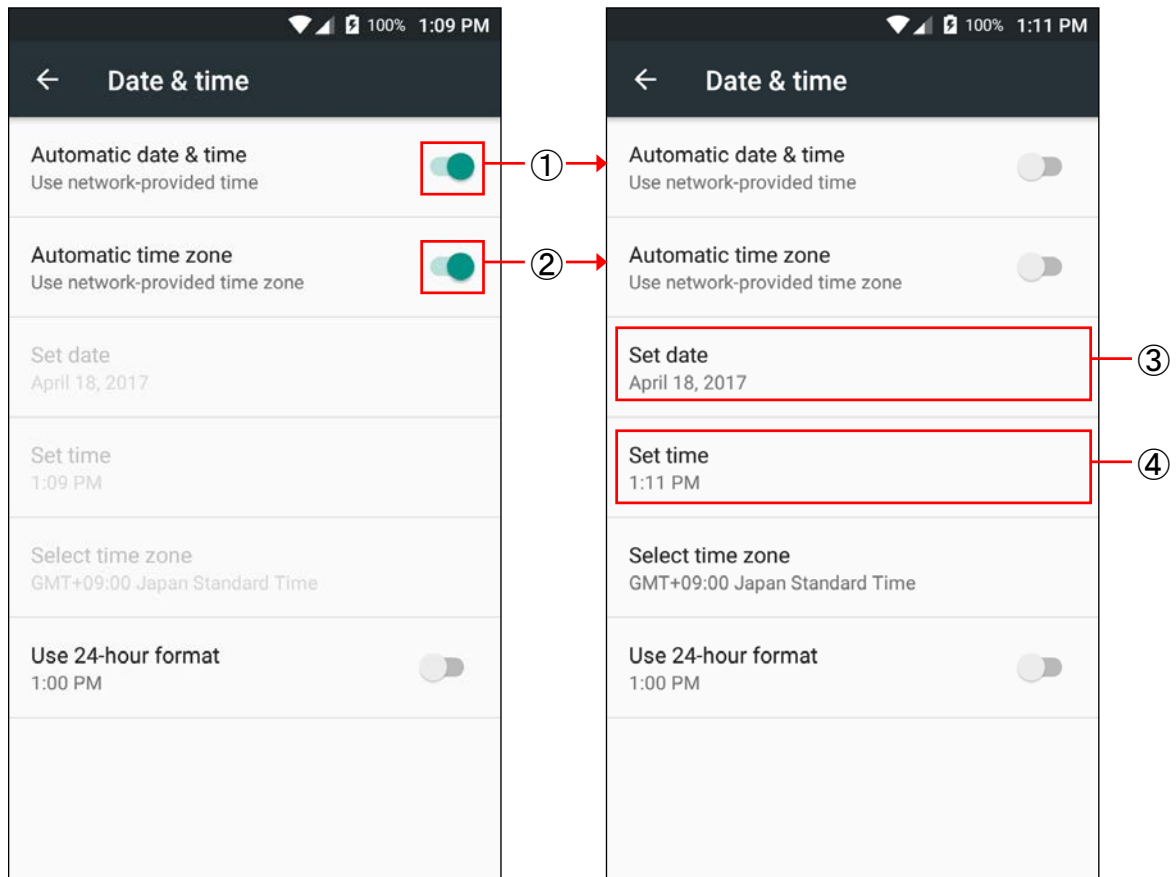 100% 1:09 PM
Date & time
Automatic date & time
Use network-provided time
Automatic time zone
Use network-provided time zone
Set date
April 18, 2017
Set time
1:09 PM
Select time zone
GMT+09:00 Japan Standard Time
Use 24-hour format
1:00 PM
①
②
100% 1:11 PM
Date & time
Automatic date & time
Use network-provided time
Automatic time zone
Use network-provided time zone
Set date
April 18, 2017
③
Set time
1:11 PM
④
Select time zone
GMT+09:00 Japan Standard Time
Use 24-hour format
1:00 PM